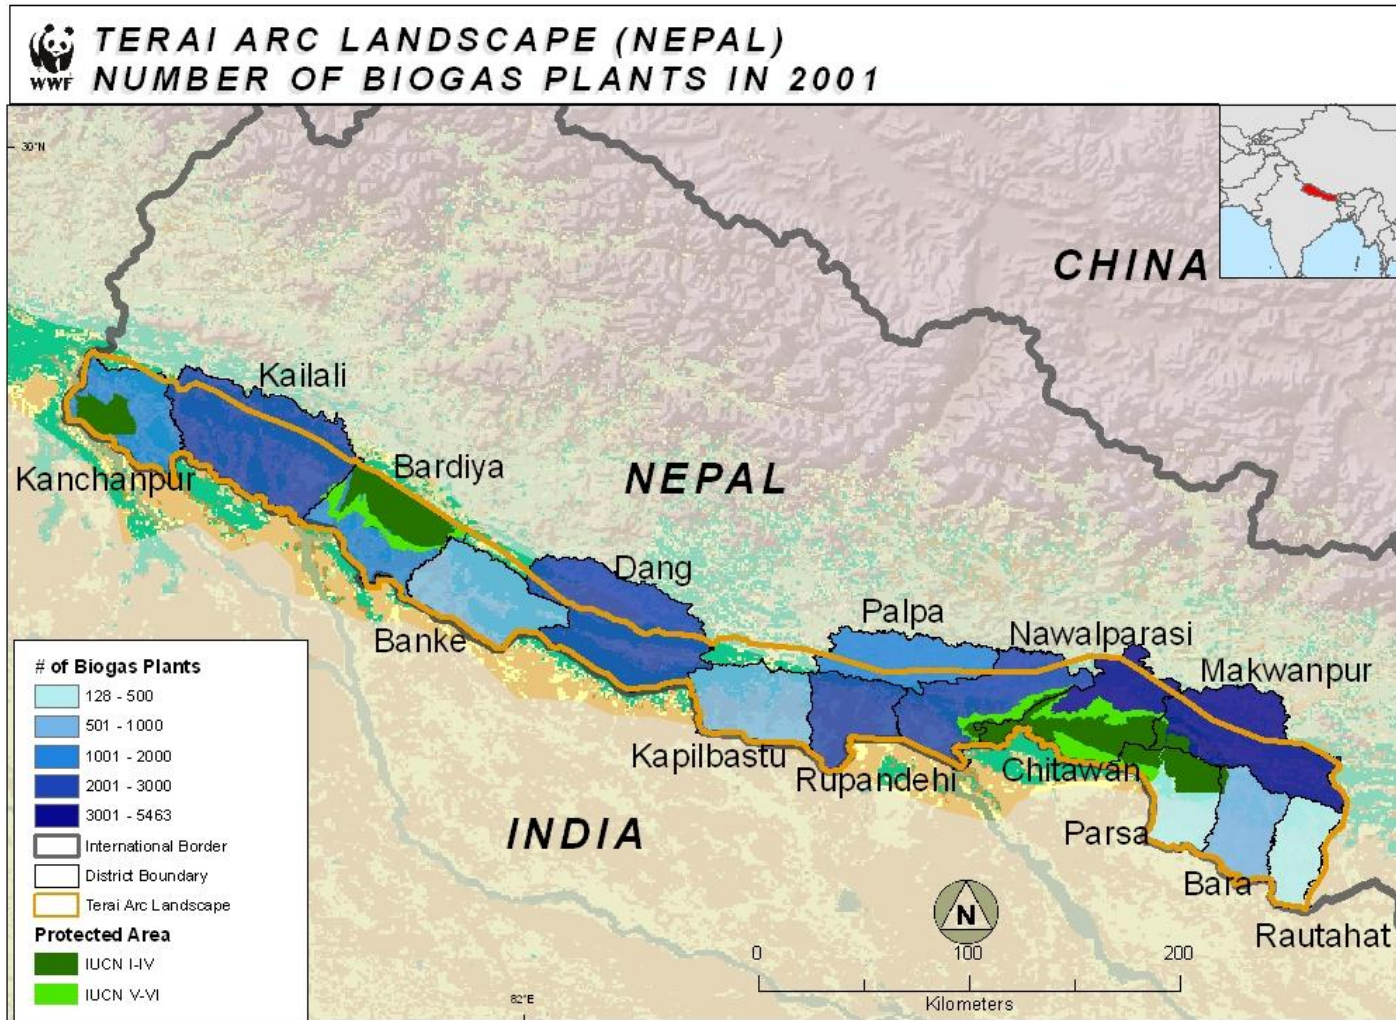 TERAI ARC LANDSCAPE (NEPAL)
WWF
NUMBER OF BIOGAS PLANTS IN 2001
30°N
CHINA
Kailali
Kanchanpur
Bardiya
NEPAL
Dang
Banke
Palpa
Nawalparasi
Makwanpur
Kapilbastu
Rupandehi
Chitawan
INDIA
Parsa
Bara
Rautahat
# of Biogas Plants
128 - 500
501 - 1000
1001 - 2000
2001 - 3000
3001 - 5463
International Border
District Boundary
Terai Arc Landscape
Protected Area
IUCN I-IV
IUCN V-VI
82°E
N
0 100 200
Kilometers